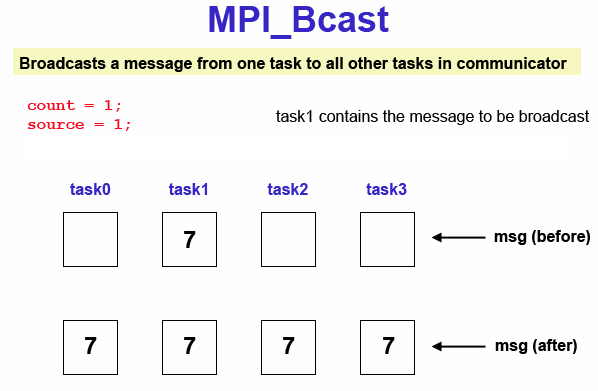 MPI_Bcast
Broadcasts a message from one task to all other tasks in communicator
count = 1;
source = 1;
task1 contains the message to be broadcast
task0 task1 task2 task3
7 msg (before)
7 7 7 7 msg (after)